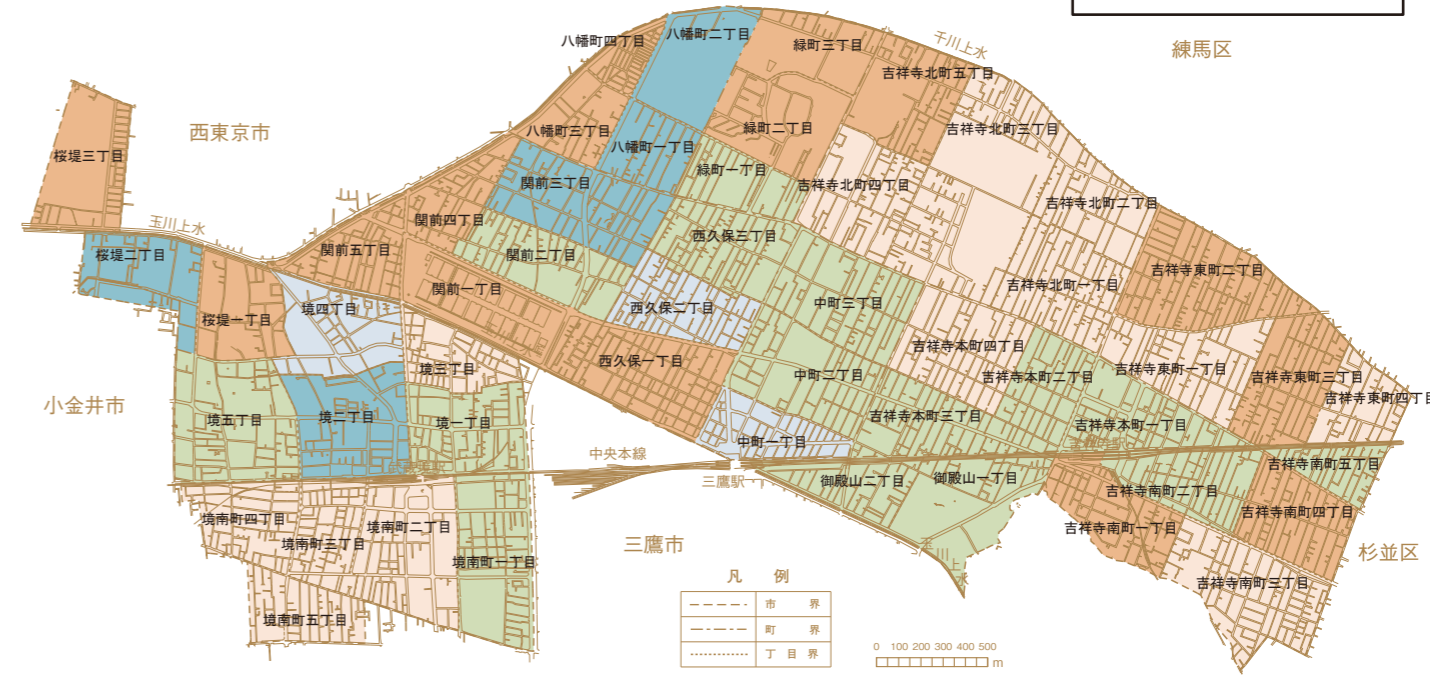 八幡町四丁目
八幡町二丁目
緑町三丁目
千川上水
練馬区
吉祥寺北町五丁目
西東京市
八幡町三丁目
緑町二丁目
吉祥寺北町三丁目
八幡町一丁目
桜堤三丁目
緑町一丁目
関前三丁目
吉祥寺北町四丁目
吉祥寺北町二丁目
玉川上水
関前四丁目
西久保三丁目
桜堤二丁目
関前五丁目
関前二丁目
吉祥寺東町二丁目
関前一丁目
吉祥寺北町一丁目
境四丁目
西久保二丁目
中町三丁目
桜堤一丁目
吉祥寺本町四丁目
西久保一丁目
境三丁目
中町二丁目
吉祥寺本町二丁目
吉祥寺東町一丁目
吉祥寺東町三丁目
吉祥寺東町四丁目
小金井市
境五丁目
境二丁目
境一丁目
吉祥寺本町三丁目
吉祥寺本町一丁目
中町一丁目
中央本線
吉祥寺南町五丁目
三鷹駅
御殿山二丁目
御殿山一丁目
吉祥寺南町二丁目
境南町四丁目
境南町二丁目
吉祥寺南町四丁目
吉祥寺南町一丁目
境南町三丁目
三鷹市
玉川上水
杉並区
境南町一丁目
吉祥寺南町三丁目
境南町五丁目
凡 例
市 界
町 界
丁目界
0 100 200 300 400 500
m